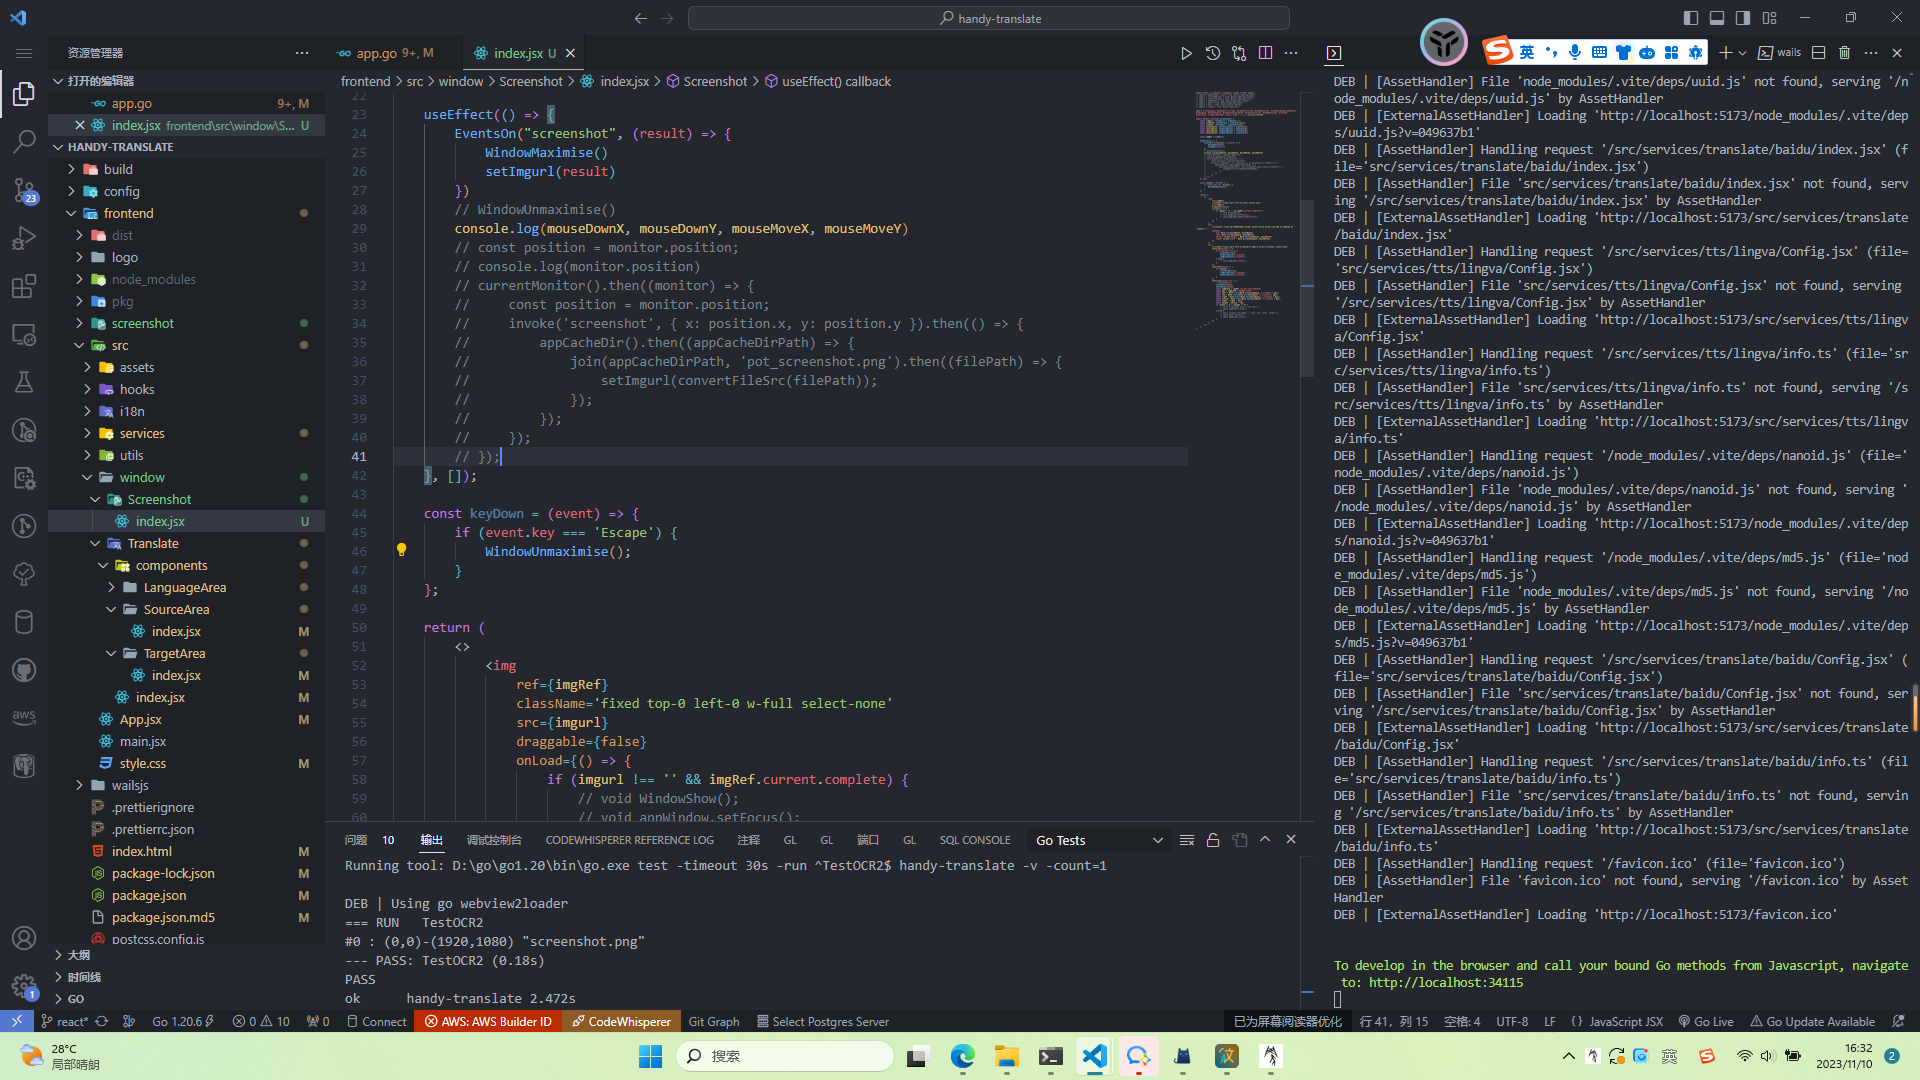 handy-translate
资源管理器
打开的编辑器
app.go 9+, M
index.jsx frontend\src\window\S... U
HANDY-TRANSLATE
build
config
frontend
dist
logo
node_modules
pkg
screenshot
src
assets
hooks
i18n
services
utils
window
Screenshot
index.jsx U
Translate
components
LanguageArea
SourceArea
index.jsx M
TargetArea
index.jsx M
index.jsx M
App.jsx M
main.jsx
style.css M
wailsjs
.prettierignore
.prettierrc.json
index.html M
package-lock.json M
package.json M
package.json.md5 M
postcss.config.js
大纲
时间线
GO
23
1
aws
app.go 9+, M
index.jsx U
frontend > src > window > Screenshot > index.jsx > Screenshot > useEffect() callback
22
23 useEffect(() => {
24 EventsOn("screenshot", (result) => {
25 WindowMaximise()
26 setImgurl(result)
27 })
28 // WindowUnmaximise()
29 console.log(mouseDownX, mouseDownY, mouseMoveX, mouseMoveY)
30 // const position = monitor.position;
31 // console.log(monitor.position)
32 // currentMonitor().then((monitor) => {
33 // const position = monitor.position;
34 // invoke('screenshot', { x: position.x, y: position.y }).then(() => {
35 // appCacheDir().then((appCacheDirPath) => {
36 // join(appCacheDirPath, 'pot_screenshot.png').then((filePath) => {
37 // setImgurl(convertFileSrc(filePath));
38 // });
39 // });
40 // });
41 // });
42 }, []);
43
44 const keyDown = (event) => {
45 if (event.key === 'Escape') {
46 WindowUnmaximise();
47 }
48 };
49
50 return (
51 <>
52 <img
53 ref={imgRef}
54 className='fixed top-0 left-0 w-full select-none'
55 src={imgurl}
56 draggable={false}
57 onLoad={() => {
58 if (imgurl !== '' && imgRef.current.complete) {
59 // void WindowShow();
60 // void appWindow.setFocus();
问题 10 输出 调试控制台 CODEWHISPERER REFERENCE LOG 注释 GL GL 端口 GL SQL CONSOLE Go Tests
Running tool: D:\go\go1.20\bin\go.exe test -timeout 30s -run ^TestOCR2$ handy-translate -v -count=1
DEB | Using go webview2loader
=== RUN TestOCR2
#0 : (0,0)-(1920,1080) "screenshot.png"
--- PASS: TestOCR2 (0.18s)
PASS
ok handy-translate 2.472s
英
wails
DEB | [AssetHandler] File 'node_modules/.vite/deps/uuid.js' not found, serving '/n
ode_modules/.vite/deps/uuid.js' by AssetHandler
DEB | [ExternalAssetHandler] Loading 'http://localhost:5173/node_modules/.vite/dep
s/uuid.js?v=049637b1'
DEB | [AssetHandler] Handling request '/src/services/translate/baidu/index.jsx' (f
ile='src/services/translate/baidu/index.jsx')
DEB | [AssetHandler] File 'src/services/translate/baidu/index.jsx' not found, serv
ing '/src/services/translate/baidu/index.jsx' by AssetHandler
DEB | [ExternalAssetHandler] Loading 'http://localhost:5173/src/services/translate
/baidu/index.jsx'
DEB | [AssetHandler] Handling request '/src/services/tts/lingva/Config.jsx' (file=
'src/services/tts/lingva/Config.jsx')
DEB | [AssetHandler] File 'src/services/tts/lingva/Config.jsx' not found, serving
'/src/services/tts/lingva/Config.jsx' by AssetHandler
DEB | [ExternalAssetHandler] Loading 'http://localhost:5173/src/services/tts/lingv
a/Config.jsx'
DEB | [AssetHandler] Handling request '/src/services/tts/lingva/info.ts' (file='sr
c/services/tts/lingva/info.ts')
DEB | [AssetHandler] File 'src/services/tts/lingva/info.ts' not found, serving '/s
rc/services/tts/lingva/info.ts' by AssetHandler
DEB | [ExternalAssetHandler] Loading 'http://localhost:5173/src/services/tts/lingv
a/info.ts'
DEB | [AssetHandler] Handling request '/node_modules/.vite/deps/nanoid.js' (file='
node_modules/.vite/deps/nanoid.js')
DEB | [AssetHandler] File 'node_modules/.vite/deps/nanoid.js' not found, serving '
/node_modules/.vite/deps/nanoid.js' by AssetHandler
DEB | [ExternalAssetHandler] Loading 'http://localhost:5173/node_modules/.vite/dep
s/nanoid.js?v=049637b1'
DEB | [AssetHandler] Handling request '/node_modules/.vite/deps/md5.js' (file='nod
e_modules/.vite/deps/md5.js')
DEB | [AssetHandler] File 'node_modules/.vite/deps/md5.js' not found, serving '/no
de_modules/.vite/deps/md5.js' by AssetHandler
DEB | [ExternalAssetHandler] Loading 'http://localhost:5173/node_modules/.vite/dep
s/md5.js?v=049637b1'
DEB | [AssetHandler] Handling request '/src/services/translate/baidu/Config.jsx' (
file='src/services/translate/baidu/Config.jsx')
DEB | [AssetHandler] File 'src/services/translate/baidu/Config.jsx' not found, ser
ving '/src/services/translate/baidu/Config.jsx' by AssetHandler
DEB | [ExternalAssetHandler] Loading 'http://localhost:5173/src/services/translate
/baidu/Config.jsx'
DEB | [AssetHandler] Handling request '/src/services/translate/baidu/info.ts' (fil
e='src/services/translate/baidu/info.ts')
DEB | [AssetHandler] File 'src/services/translate/baidu/info.ts' not found, servin
g '/src/services/translate/baidu/info.ts' by AssetHandler
DEB | [ExternalAssetHandler] Loading 'http://localhost:5173/src/services/translate
/baidu/info.ts'
DEB | [AssetHandler] Handling request '/favicon.ico' (file='favicon.ico')
DEB | [AssetHandler] File 'favicon.ico' not found, serving '/favicon.ico' by Asset
Handler
DEB | [ExternalAssetHandler] Loading 'http://localhost:5173/favicon.ico'
To develop in the browser and call your bound Go methods from Javascript, navigate
to: http://localhost:34115
react* Go 1.20.6 0 10 0 Connect AWS: AWS Builder ID CodeWhisperer Git Graph Select Postgres Server 已为屏幕阅读器优化 行 41，列 15 空格: 4 UTF-8 LF {} JavaScript JSX Go Live Go Update Available
28°C
局部晴朗
搜索
英
16:32
2023/11/10
2